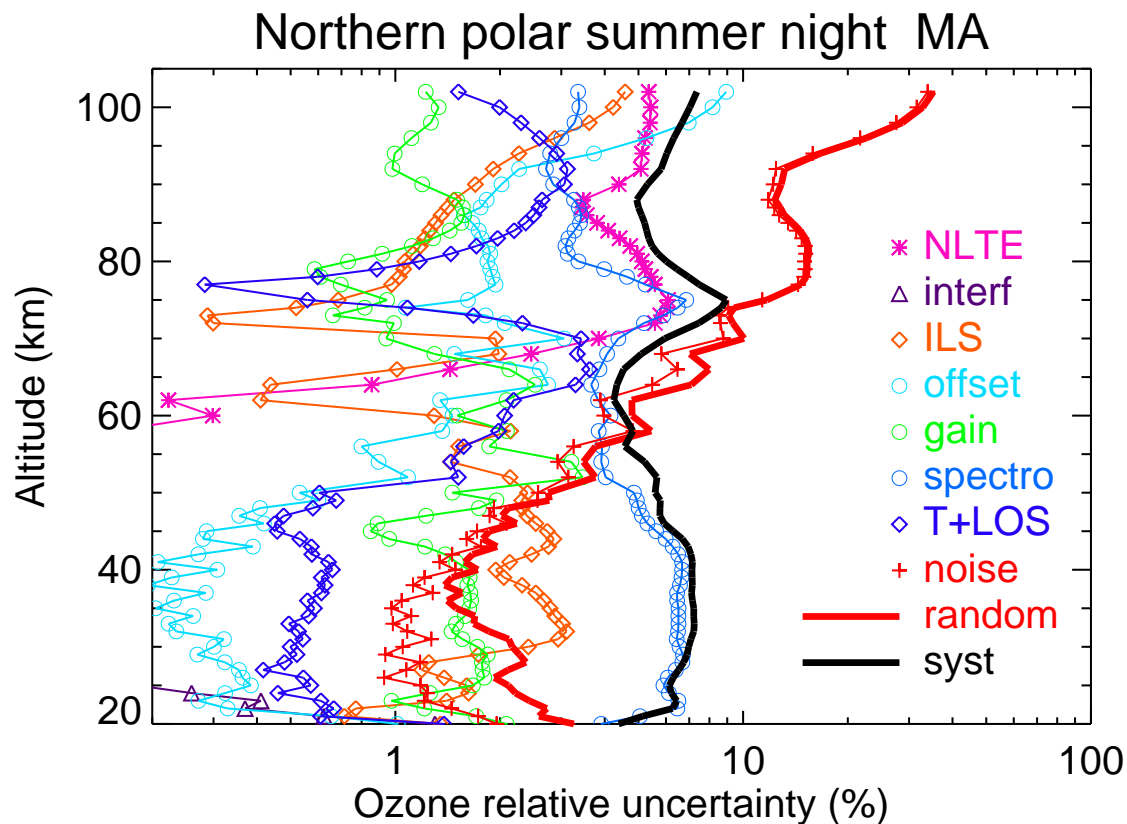 Northern polar summer night MA
100
80
60
40
20
Altitude (km)
NLTE
interf
ILS
offset
gain
spectro
T+LOS
noise
random
syst
1
10
100
Ozone relative uncertainty (%)